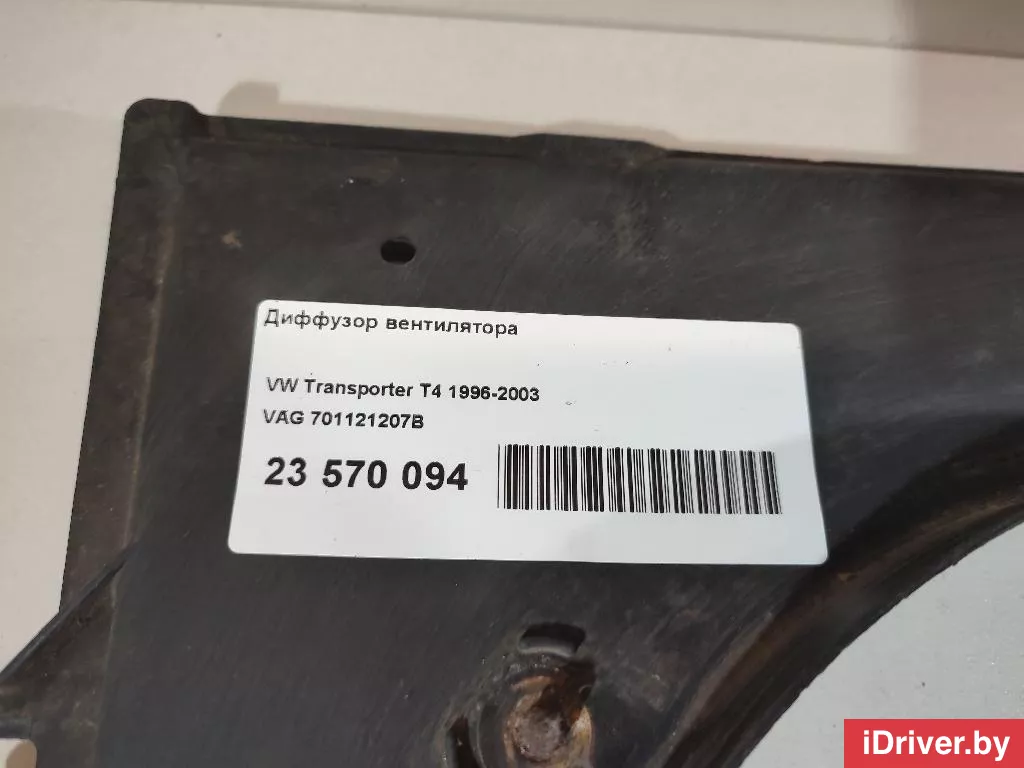 Диффузор вентилятора
VW Transporter T4 1996-2003
VAG 701121207B
23 570 094
iDriver.by